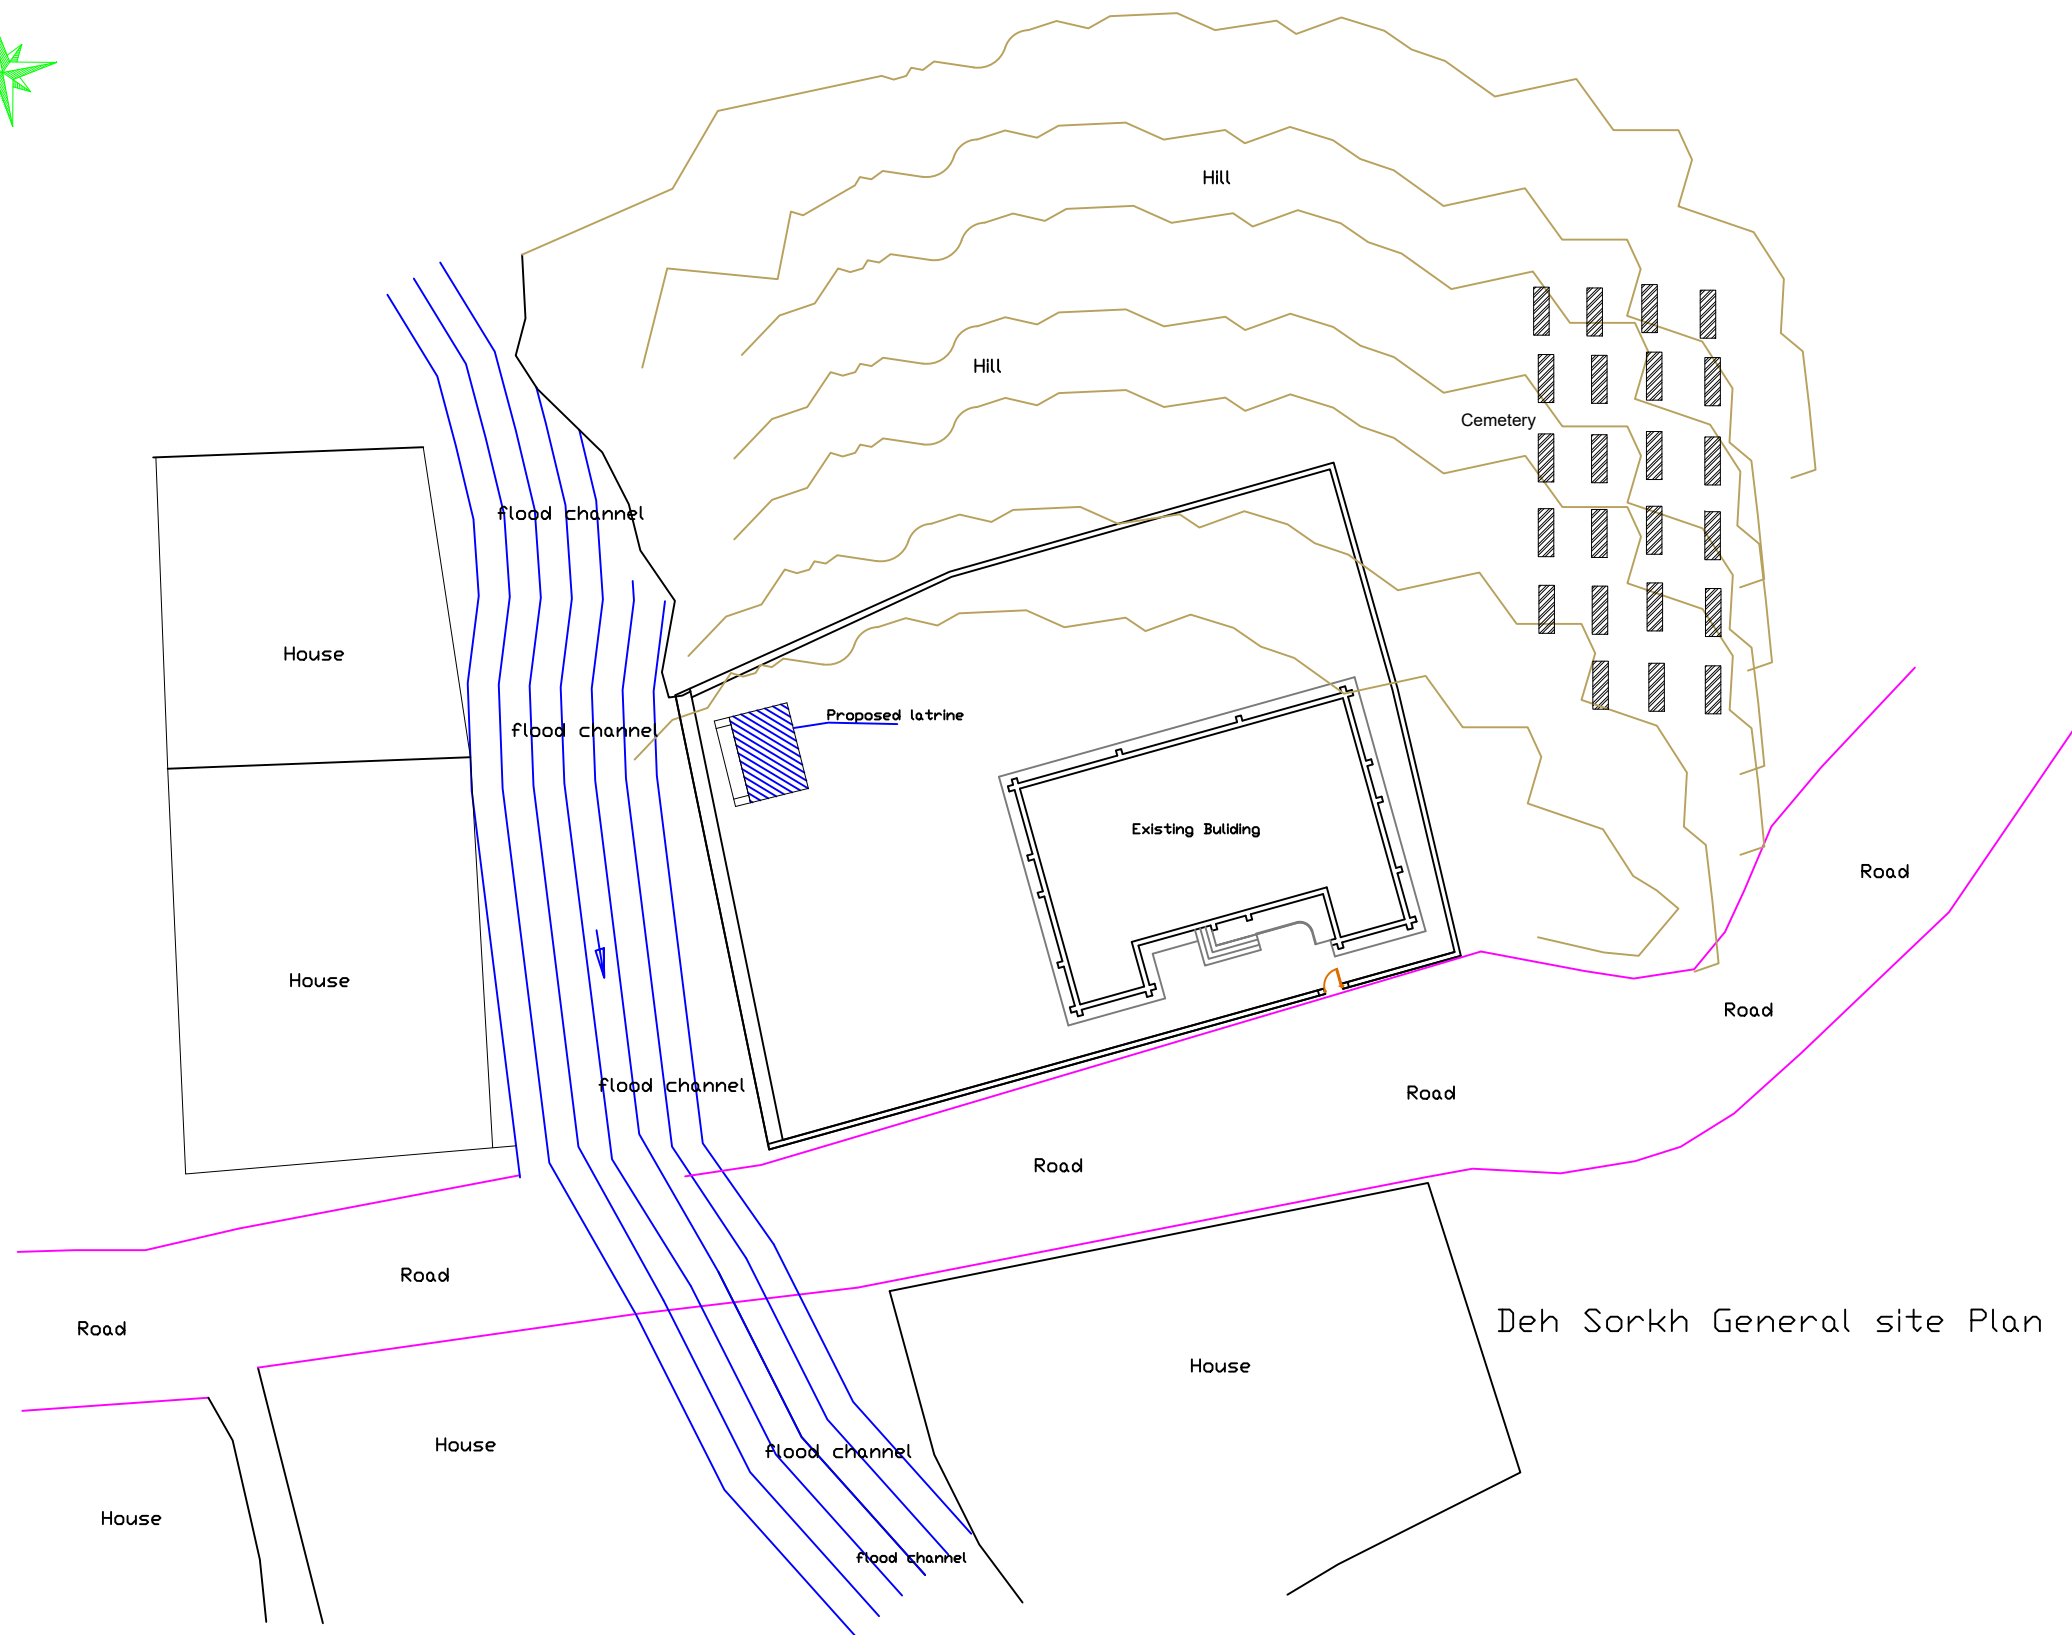 Hill
Hill
Cemetery
flood channel
House
Proposed latrine
flood channel
Existing Buliding
Road
House
Road
flood channel
Road
Road
Road
Deh Sorkh General site Plan
Road
House
House
flood channel
House
flood channel